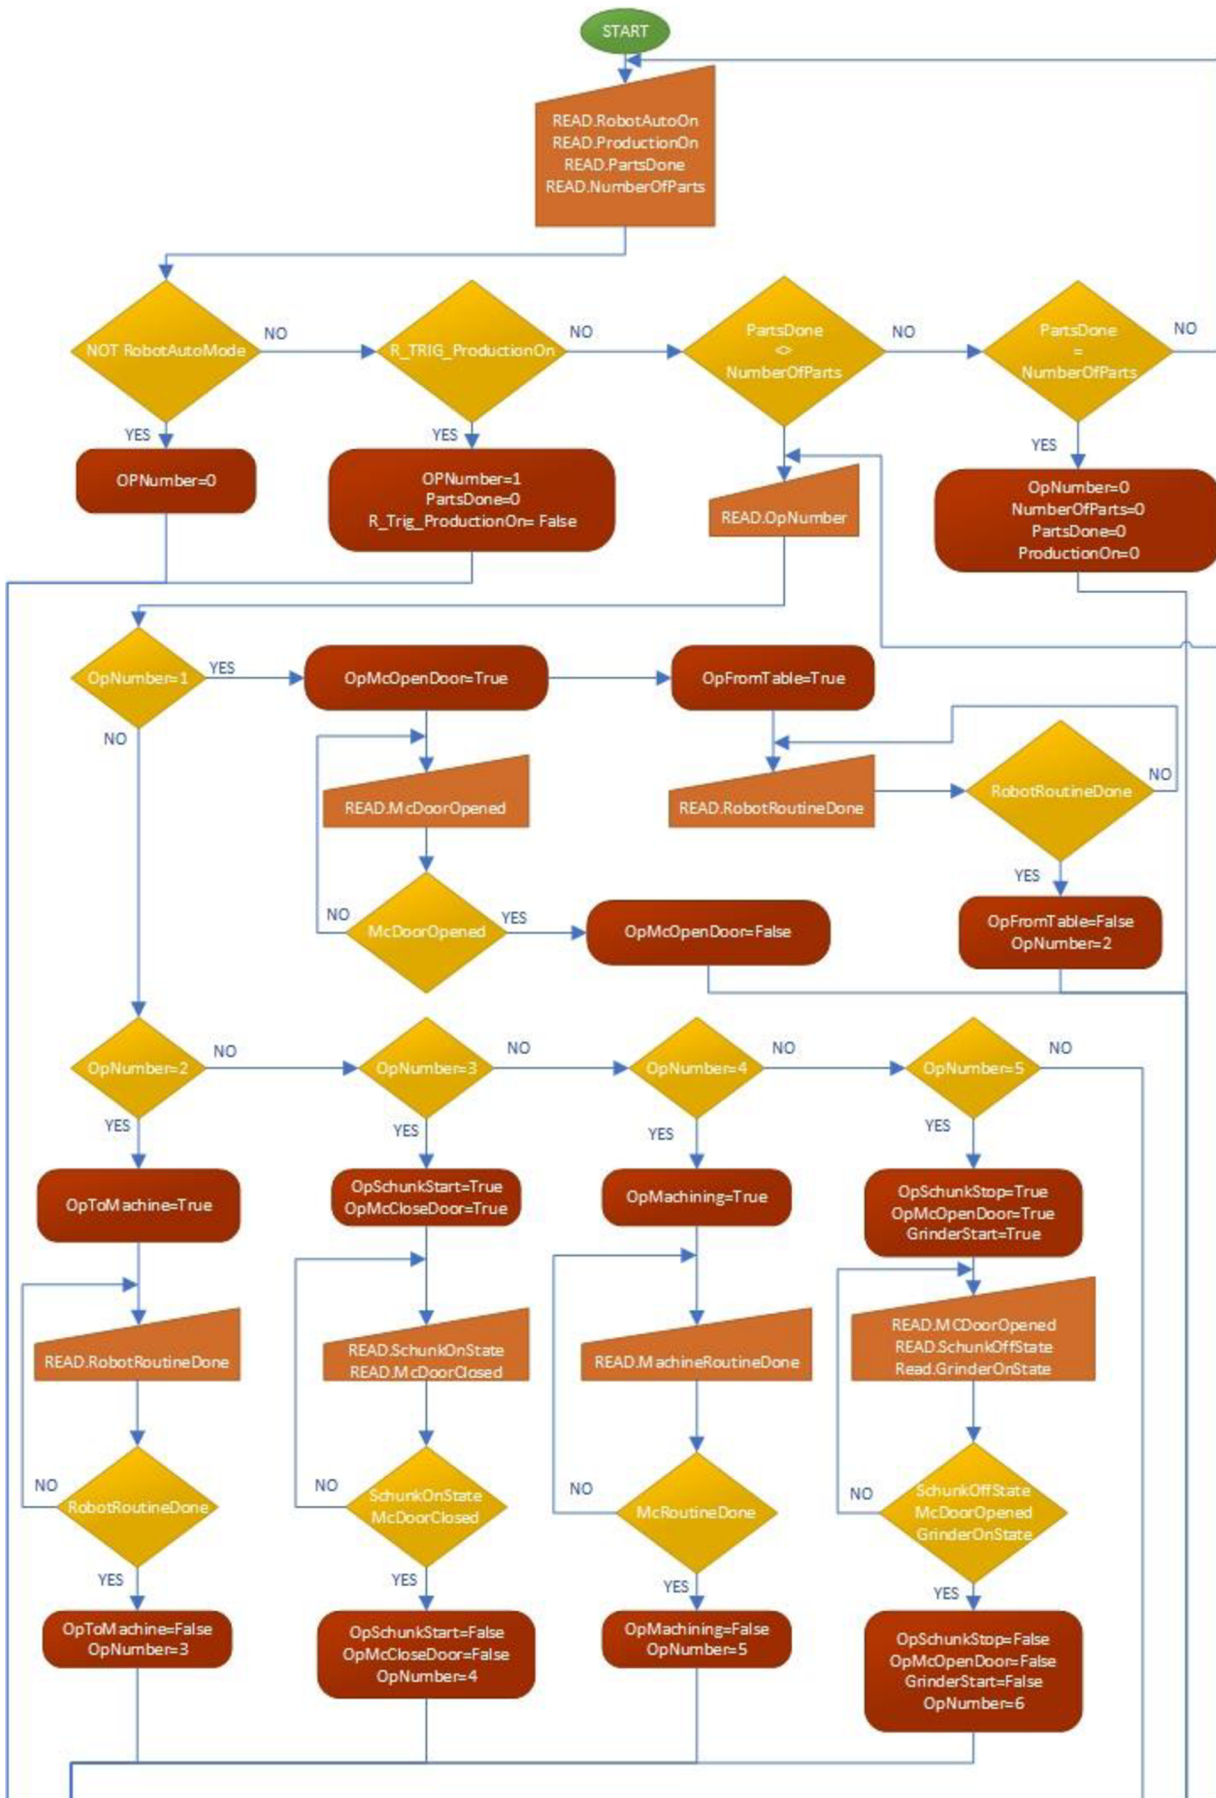 START
READ.RobotAutoOn
READ.ProductionOn
READ.PartsDone
READ.NumberOfParts
NOT RobotAutoMode
NO
R_TRIG_ProductionOn
NO
PartsDone
<>
NumberOfParts
NO
PartsDone
=
NumberOfParts
NO
YES
YES
YES
OPNumber=0
OPNumber=1
PartsDone=0
R_Trig_ProductionOn= False
READ.OpNumber
OpNumber=0
NumberOfParts=0
PartsDone=0
ProductionOn=0
OpNumber=1
YES
OpMcOpenDoor=True
OpFromTable=True
NO
READ.McDoorOpened
READ.RobotRoutineDone
RobotRoutineDone
NO
YES
McDoorOpened
NO
YES
OpMcOpenDoor=False
OpFromTable=False
OpNumber=2
OpNumber=2
NO
OpNumber=3
NO
OpNumber=4
NO
OpNumber=5
NO
YES
YES
YES
YES
OpToMachine=True
OpSchunkStart=True
OpMcCloseDoor=True
OpMachining=True
OpSchunkStop=True
OpMcOpenDoor=True
GrinderStart=True
READ.RobotRoutineDone
READ.SchunkOnState
READ.McDoorClosed
READ.MachineRoutineDone
READ.MCDoorOpened
READ.SchunkOffState
Read.GrinderOnState
NO
RobotRoutineDone
NO
SchunkOnState
McDoorClosed
NO
McRoutineDone
NO
SchunkOffState
McDoorOpened
GrinderOnState
YES
YES
YES
YES
OpToMachine=False
OpNumber=3
OpSchunkStart=False
OpMcCloseDoor=False
OpNumber=4
OpMachining=False
OpNumber=5
OpSchunkStop=False
OpMcOpenDoor=False
GrinderStart=False
OpNumber=6